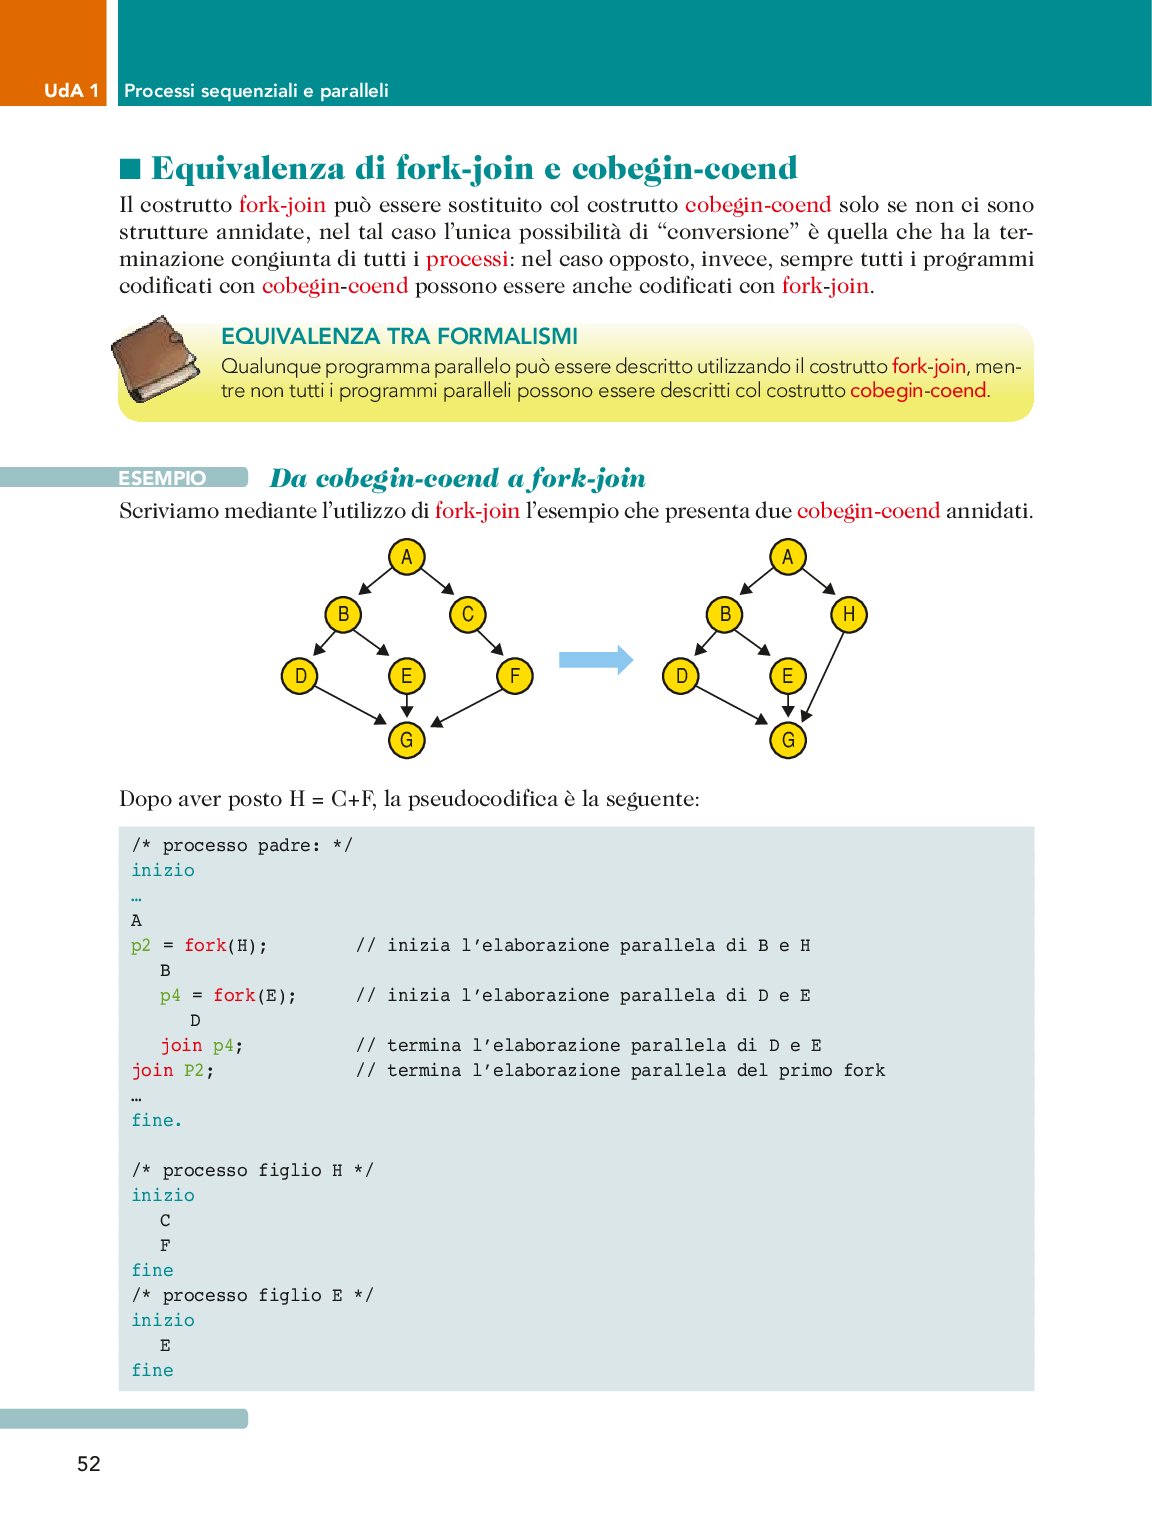 UdA 1 Processi sequenziali e paralleli
Equivalenza di fork-join e cobegin-coend
Il costrutto fork-join può essere sostituito col costrutto cobegin-coend solo se non ci sono
strutture annidate, nel tal caso l’unica possibilità di “conversione” è quella che ha la ter-
minazione congiunta di tutti i processi: nel caso opposto, invece, sempre tutti i programmi
codificati con cobegin-coend possono essere anche codificati con fork-join.
EQUIVALENZA TRA FORMALISMI
Qualunque programma parallelo può essere descritto utilizzando il costrutto fork-join, men-
tre non tutti i programmi paralleli possono essere descritti col costrutto cobegin-coend.
ESEMPIO Da cobegin-coend a fork-join
Scriviamo mediante l’utilizzo di fork-join l’esempio che presenta due cobegin-coend annidati.
A A
B C B H
D E F D E
G G
Dopo aver posto H = C+F, la pseudocodifica è la seguente:
/* processo padre: */
inizio
…
A
p2 = fork(H); // inizia l’elaborazione parallela di B e H
B
p4 = fork(E); // inizia l’elaborazione parallela di D e E
D
join p4; // termina l’elaborazione parallela di D e E
join P2; // termina l’elaborazione parallela del primo fork
…
fine.
/* processo figlio H */
inizio
C
F
fine
/* processo figlio E */
inizio
E
fine
52